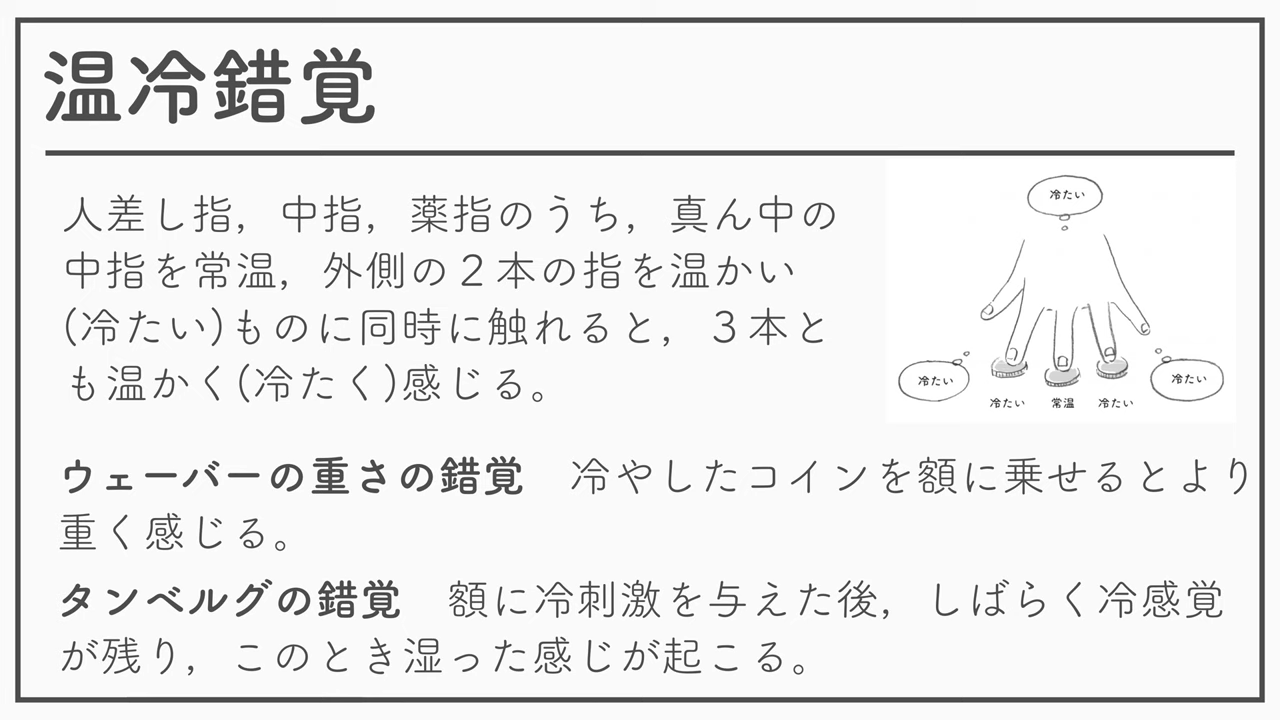 温冷錯覚
人差し指，中指，薬指のうち，真ん中の
中指を常温，外側の２本の指を温かい
(冷たい)ものに同時に触れると，３本と
も温かく(冷たく)感じる。
冷たい
冷たい
冷たい
冷たい　常温　冷たい
ウェーバーの重さの錯覚　冷やしたコインを額に乗せるとより
重く感じる。
タンベルグの錯覚　額に冷刺激を与えた後，しばらく冷感覚
が残り，このとき湿った感じが起こる。